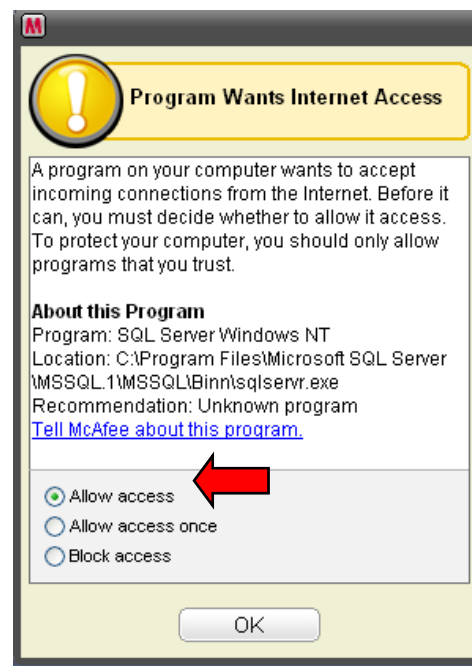 M
Program Wants Internet Access
A program on your computer wants to accept
incoming connections from the Internet. Before it
can, you must decide whether to allow it access.
To protect your computer, you should only allow
programs that you trust.
About this Program
Program: SQL Server Windows NT
Location: C:\Program Files\Microsoft SQL Server
\MSSQL.1\MSSQL\Binn\sqlservr.exe
Recommendation: Unknown program
Tell McAfee about this program.
Allow access
Allow access once
Block access
OK